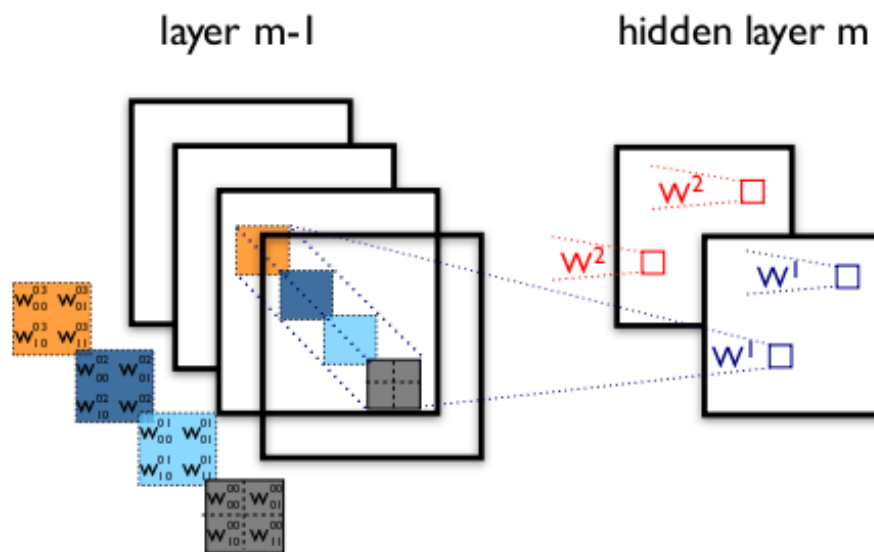 layer m-1
hidden layer m
W²
W²
W¹
W¹
W⁰³₀₀ W⁰³₀₁
W⁰³₁₀ W⁰³₁₁
W⁰²₀₀ W⁰²₀₁
W⁰²₁₀ W⁰²₁₁
W⁰¹₀₀ W⁰¹₀₁
W⁰¹₁₀ W⁰¹₁₁
W⁰⁰₀₀ W⁰⁰₀₁
W⁰⁰₁₀ W⁰⁰₁₁